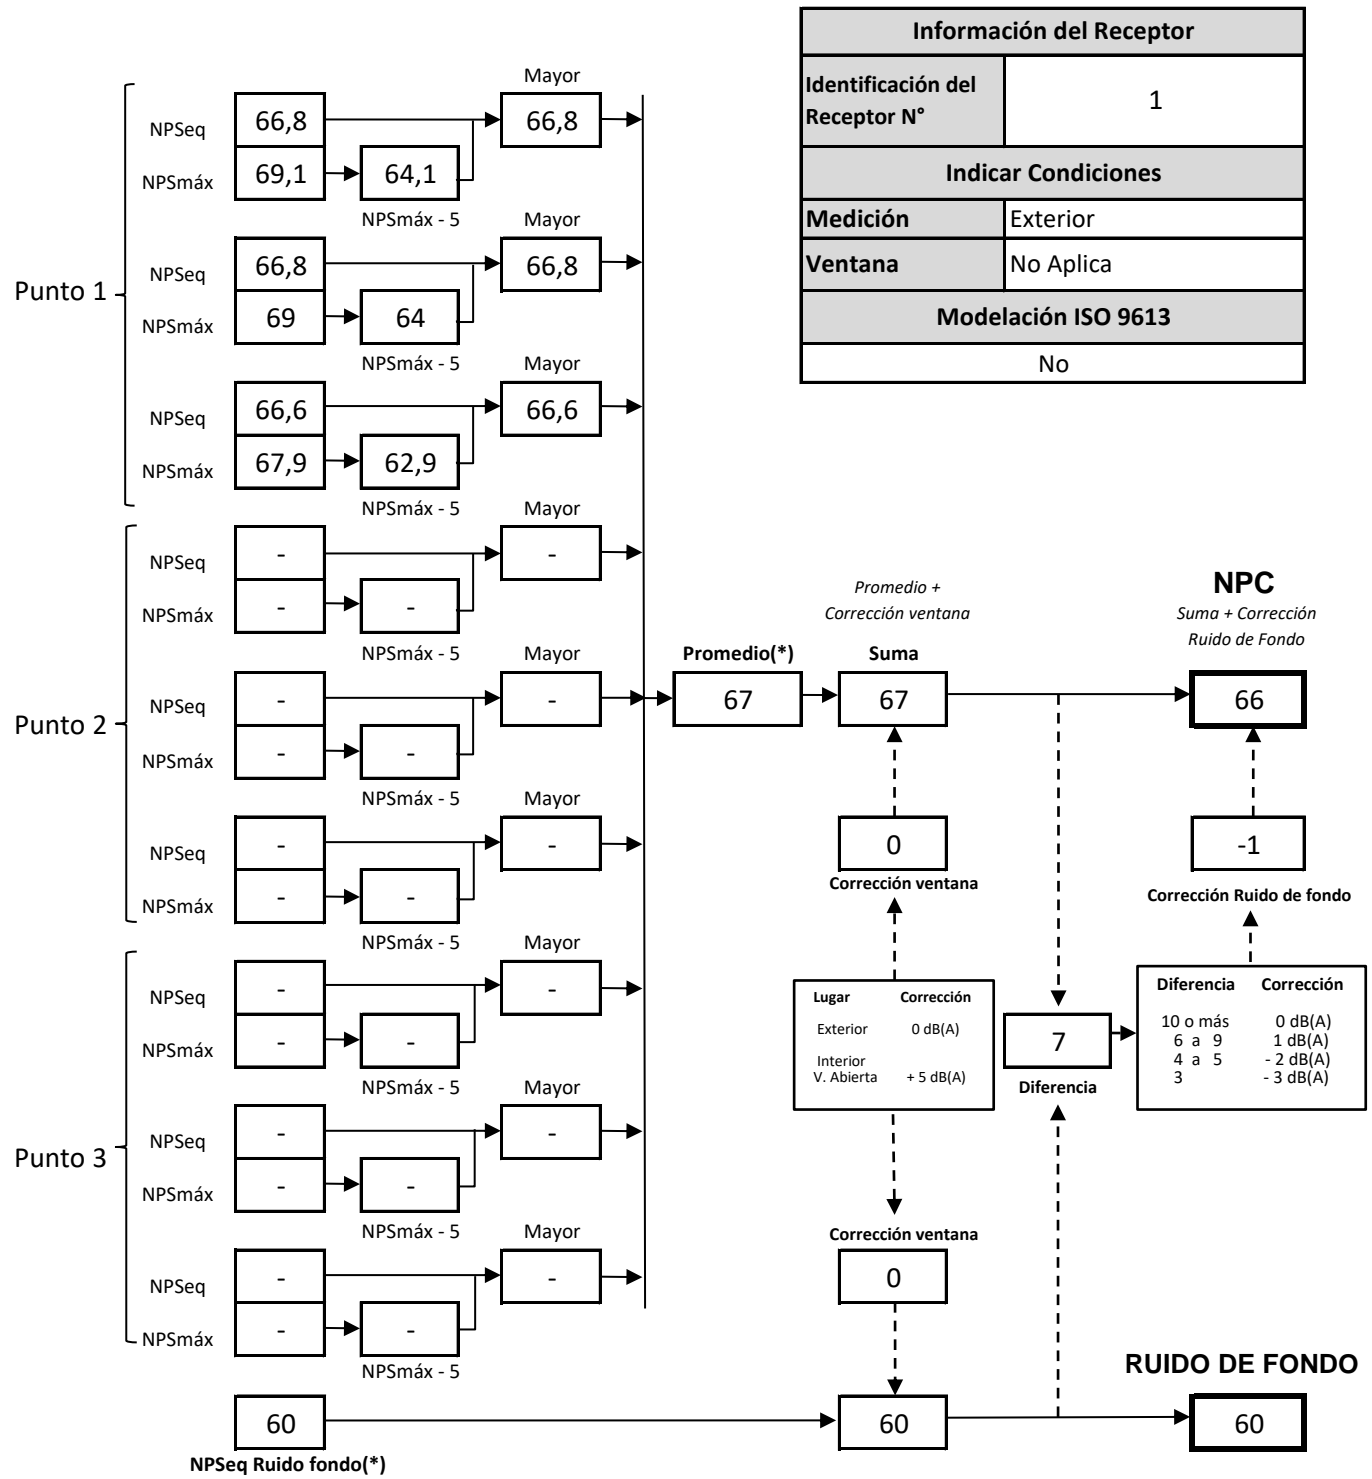 Información del Receptor
Identificación del
Receptor N°
1
Indicar Condiciones
Medición
Exterior
Ventana
No Aplica
Modelación ISO 9613
No
Punto 1
Mayor
NPSeq
66,8
66,8
NPSmáx
69,1
64,1
NPSmáx - 5
Mayor
NPSeq
66,8
66,8
NPSmáx
69
64
NPSmáx - 5
Mayor
NPSeq
66,6
66,6
NPSmáx
67,9
62,9
NPSmáx - 5
Punto 2
Mayor
NPSeq
-
-
NPSmáx
-
-
NPSmáx - 5
Mayor
NPSeq
-
-
NPSmáx
-
-
NPSmáx - 5
Mayor
NPSeq
-
-
NPSmáx
-
-
NPSmáx - 5
Punto 3
Mayor
NPSeq
-
-
NPSmáx
-
-
NPSmáx - 5
Mayor
NPSeq
-
-
NPSmáx
-
-
NPSmáx - 5
Mayor
NPSeq
-
-
NPSmáx
-
-
NPSmáx - 5
Promedio(*)
67
Promedio +
Corrección ventana
Suma
67
0
Corrección ventana
NPC
Suma + Corrección
Ruido de Fondo
66
-1
Corrección Ruido de fondo
Lugar Corrección
Exterior 0 dB(A)
Interior
V. Abierta + 5 dB(A)
7
Diferencia
Diferencia Corrección
10 o más 0 dB(A)
6 a 9 1 dB(A)
4 a 5 - 2 dB(A)
3 - 3 dB(A)
Corrección ventana
0
RUIDO DE FONDO
60
60
60
NPSeq Ruido fondo(*)